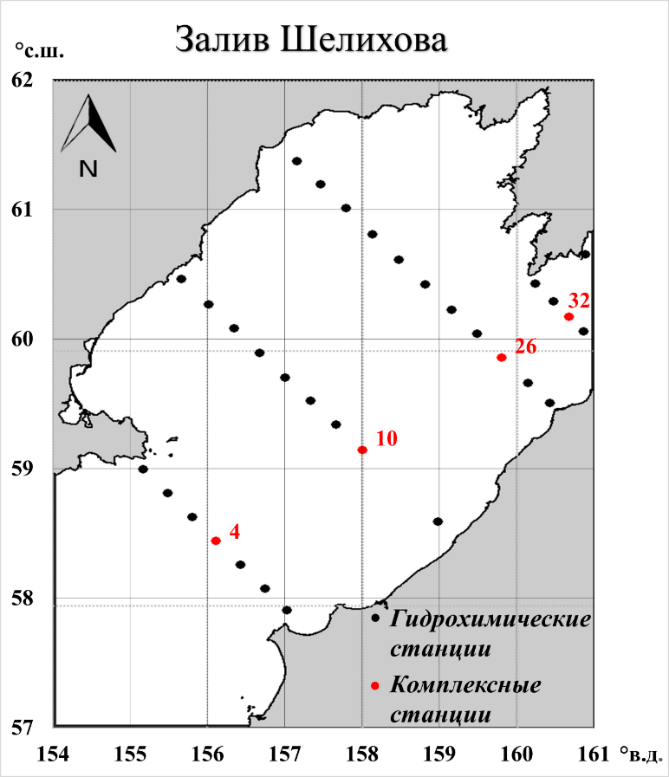 Залив Шелихова
°с.ш.
62
N
61
32
60
26
10
59
4
58
Гидрохимические
станции
Комплексные
станции
57
154 155 156 157 158 159 160 161 °в.д.